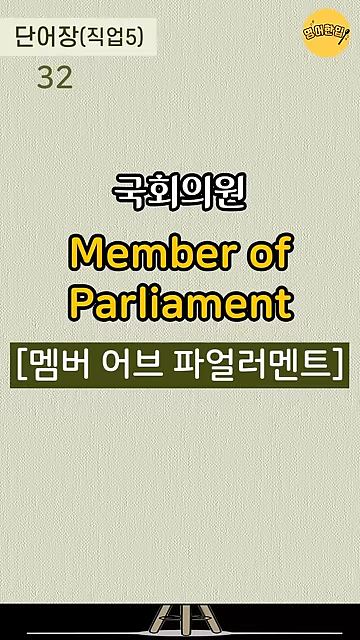 단어장(직업5)
영어한입
32
국회의원
Member of
Parliament
[멤버 어브 파얼러멘트]